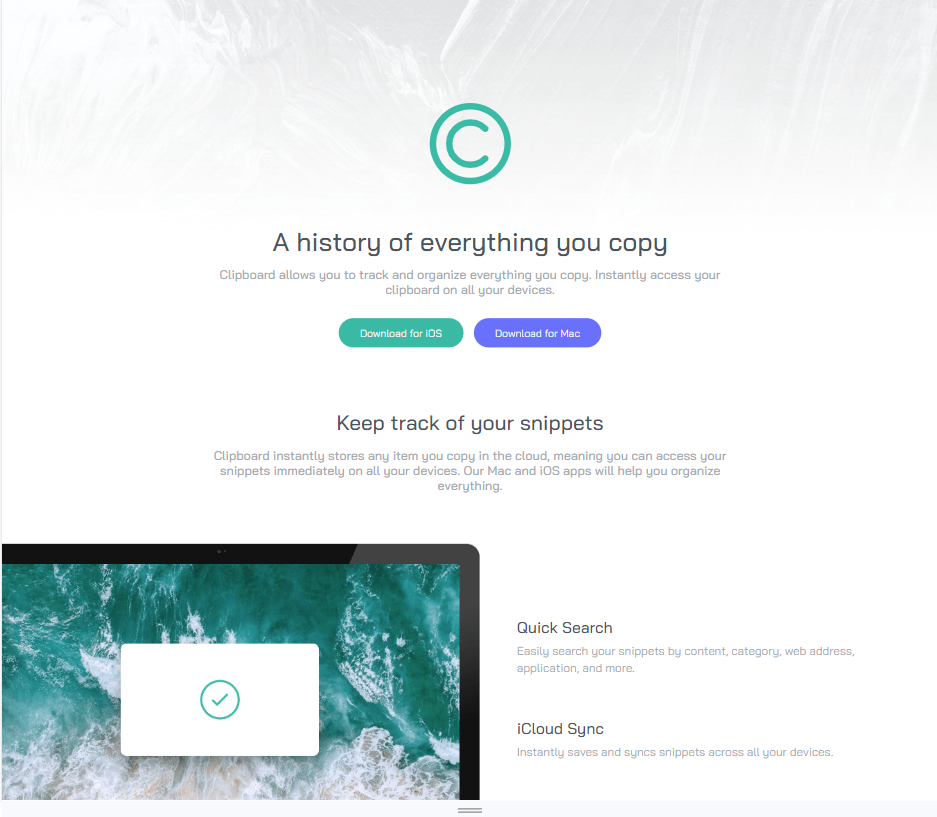 C
A history of everything you copy
Clipboard allows you to track and organize everything you copy. Instantly access your
clipboard on all your devices.
Download for iOS
Download for Mac
Keep track of your snippets
Clipboard instantly stores any item you copy in the cloud, meaning you can access your
snippets immediately on all your devices. Our Mac and iOS apps will help you organize
everything.
Quick Search
Easily search your snippets by content, category, web address,
application, and more.
iCloud Sync
Instantly saves and syncs snippets across all your devices.